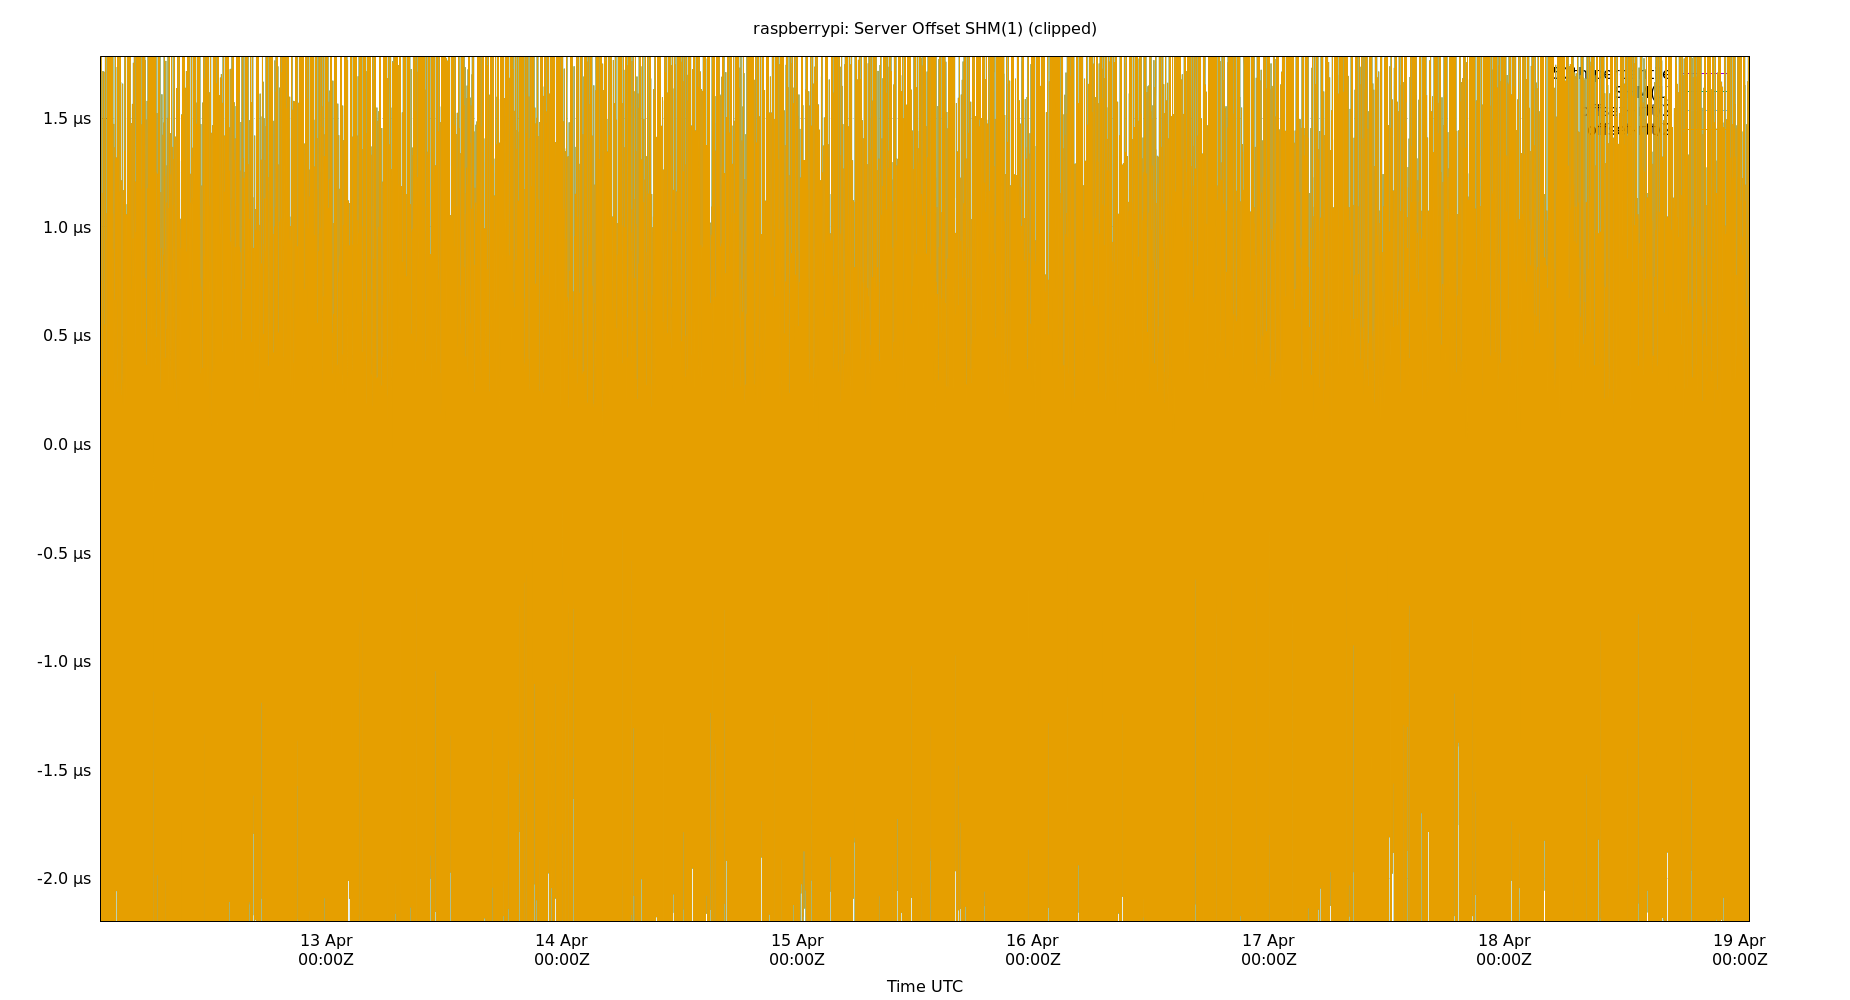 raspberrypi: Server Offset SHM(1) (clipped)
1.5 µs
1.0 µs
0.5 µs
0.0 µs
-0.5 µs
-1.0 µs
-1.5 µs
-2.0 µs
13 Apr 14 Apr 15 Apr 16 Apr 17 Apr 18 Apr 19 Apr
00:00Z 00:00Z 00:00Z 00:00Z 00:00Z 00:00Z 00:00Z
Time UTC